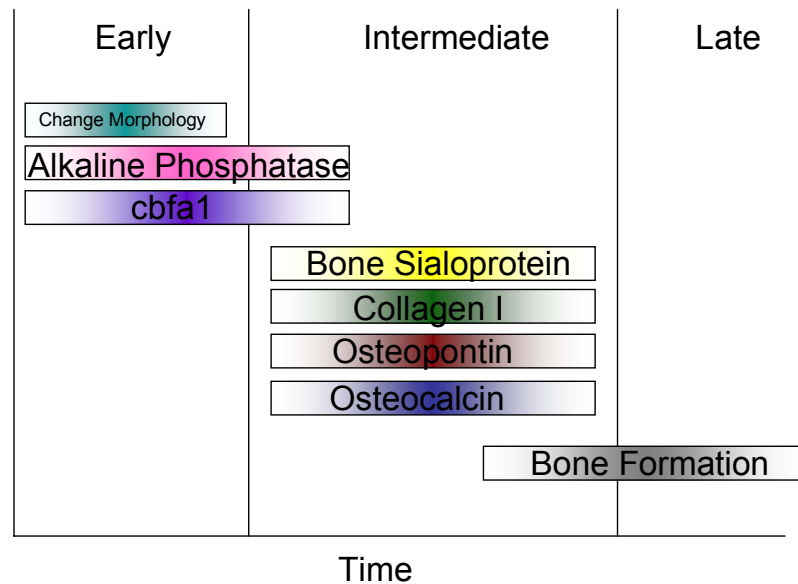 Early
Intermediate
Late
Change Morphology
Alkaline Phosphatase
cbfa1
Bone Sialoprotein
Collagen I
Osteopontin
Osteocalcin
Bone Formation
Time